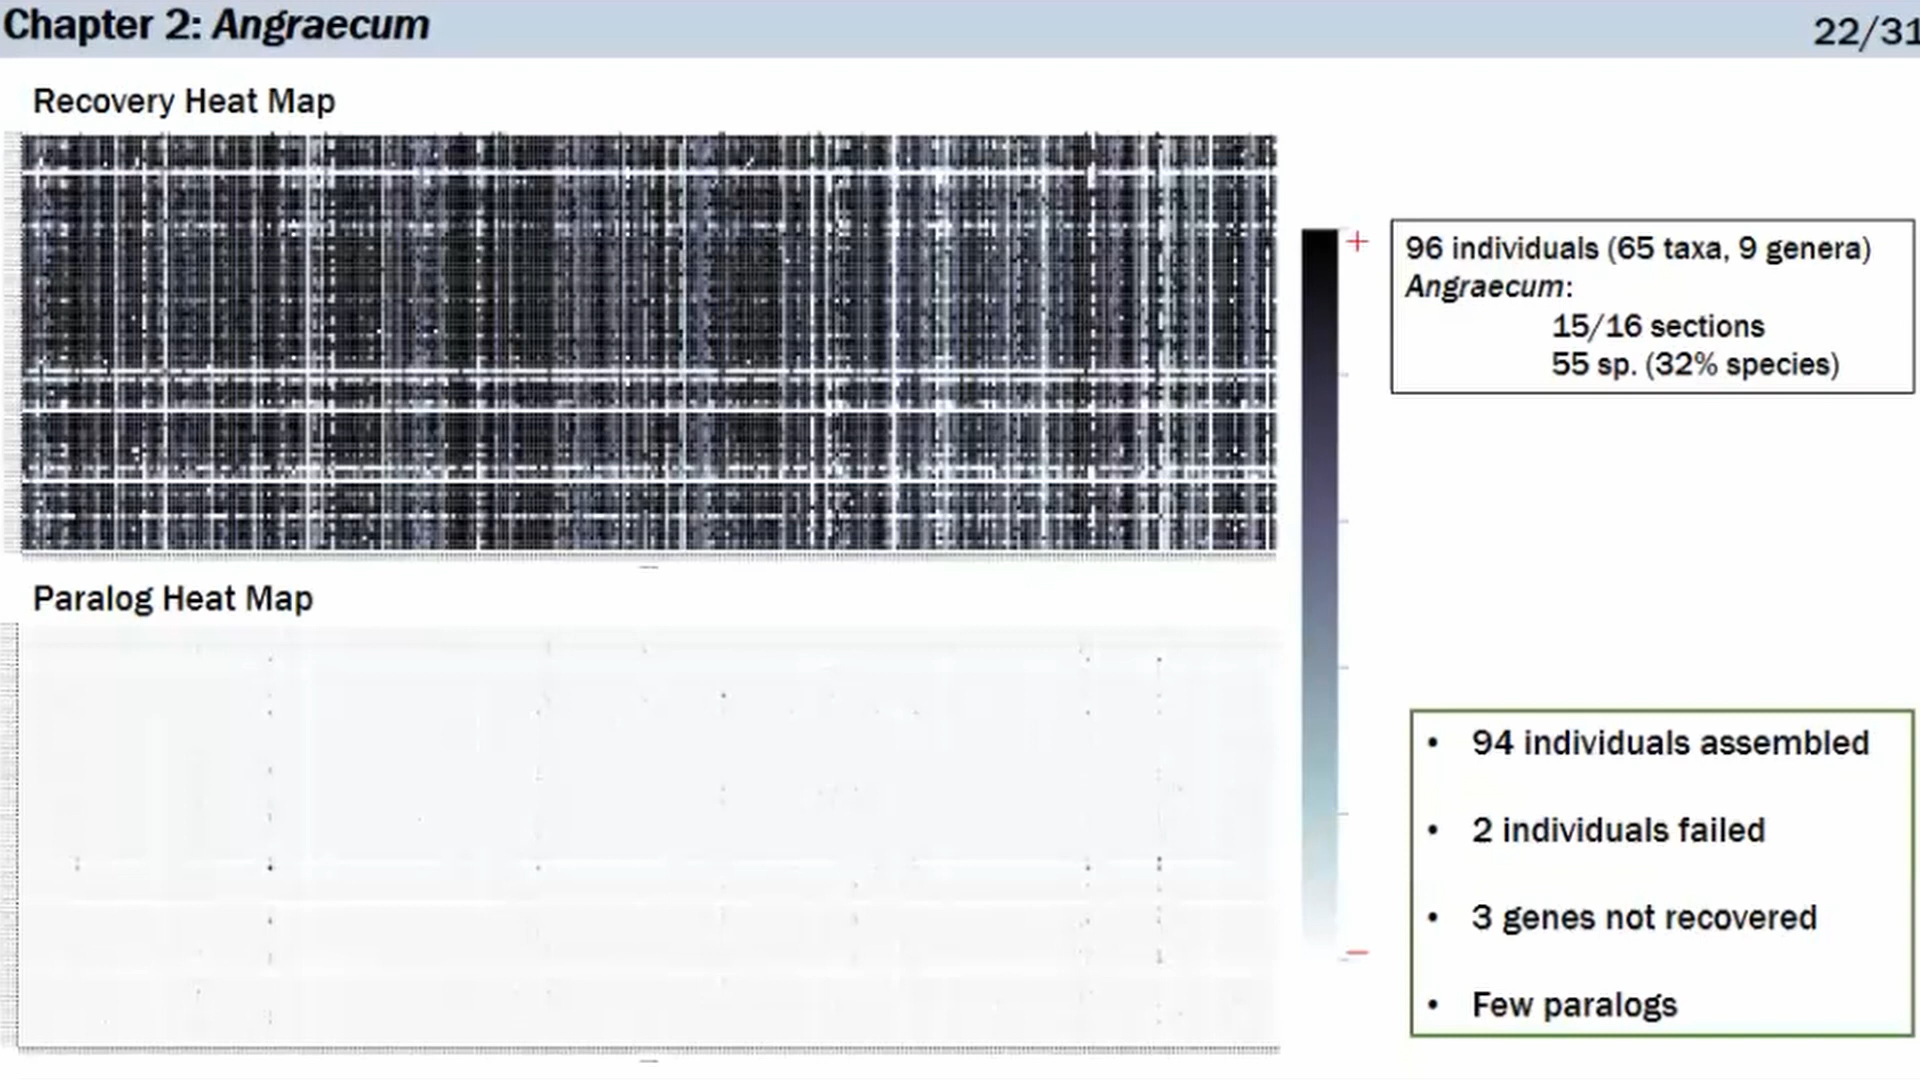 Chapter 2: Angraecum
22/31
Recovery Heat Map
+
96 individuals (65 taxa, 9 genera)
Angraecum:
15/16 sections
55 sp. (32% species)
Paralog Heat Map
• 94 individuals assembled
• 2 individuals failed
• 3 genes not recovered
• Few paralogs
−